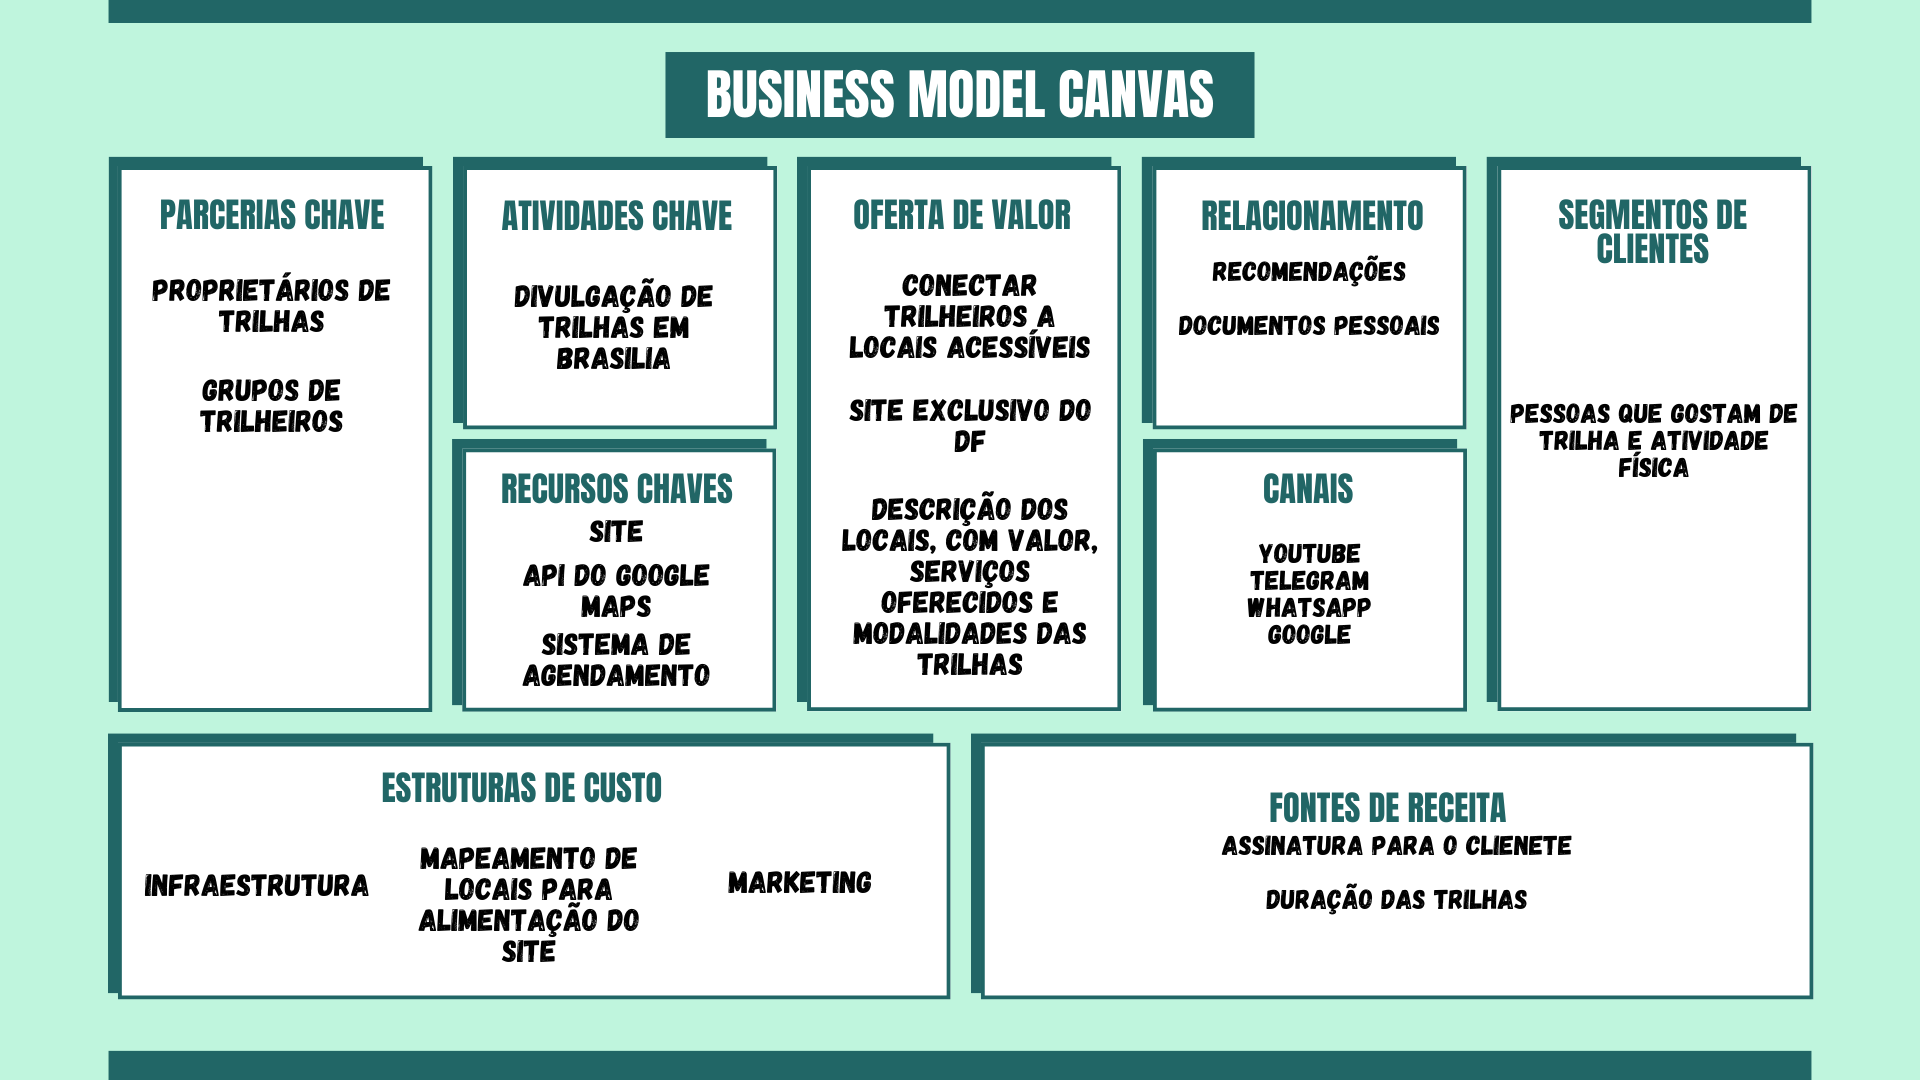 BUSINESS MODEL CANVAS
PARCERIAS CHAVE
PROPRIETÁRIOS DE
TRILHAS
GRUPOS DE
TRILHEIROS
ATIVIDADES CHAVE
DIVULGAÇÃO DE
TRILHAS EM
BRASILIA
RECURSOS CHAVES
SITE
API DO GOOGLE
MAPS
SISTEMA DE
AGENDAMENTO
OFERTA DE VALOR
CONECTAR
TRILHEIROS A
LOCAIS ACESSÍVEIS
SITE EXCLUSIVO DO
DF
DESCRIÇÃO DOS
LOCAIS, COM VALOR,
SERVIÇOS
OFERECIDOS E
MODALIDADES DAS
TRILHAS
RELACIONAMENTO
RECOMENDAÇÕES
DOCUMENTOS PESSOAIS
CANAIS
YOUTUBE
TELEGRAM
WHATSAPP
GOOGLE
SEGMENTOS DE
CLIENTES
PESSOAS QUE GOSTAM DE
TRILHA E ATIVIDADE
FÍSICA
ESTRUTURAS DE CUSTO
INFRAESTRUTURA
MAPEAMENTO DE
LOCAIS PARA
ALIMENTAÇÃO DO
SITE
MARKETING
FONTES DE RECEITA
ASSINATURA PARA O CLIENETE
DURAÇÃO DAS TRILHAS